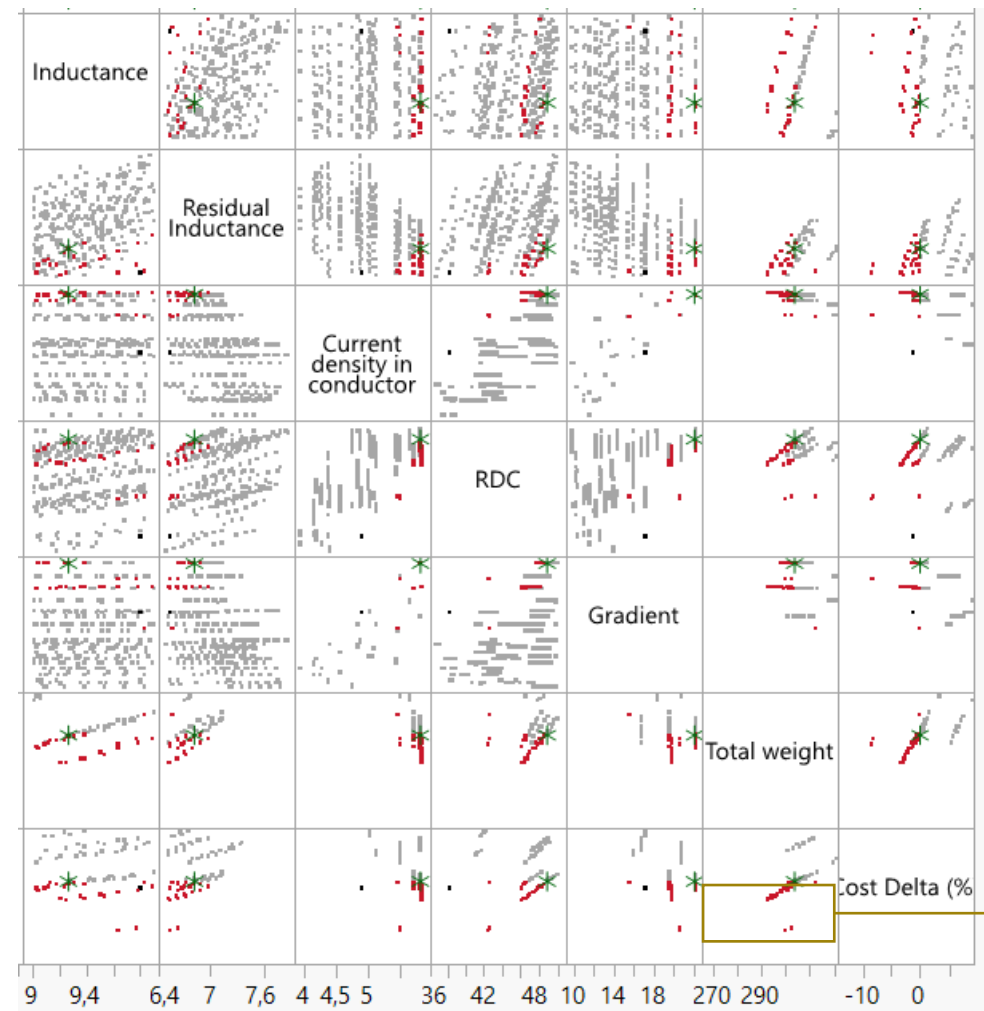 Inductance
Residual
Inductance
Current
density in
conductor
RDC
Gradient
Total weight
Cost Delta (%
9 9,4 6,4 7 7,6 4 4,5 5 36 42 48 10 14 18 270 290 -10 0